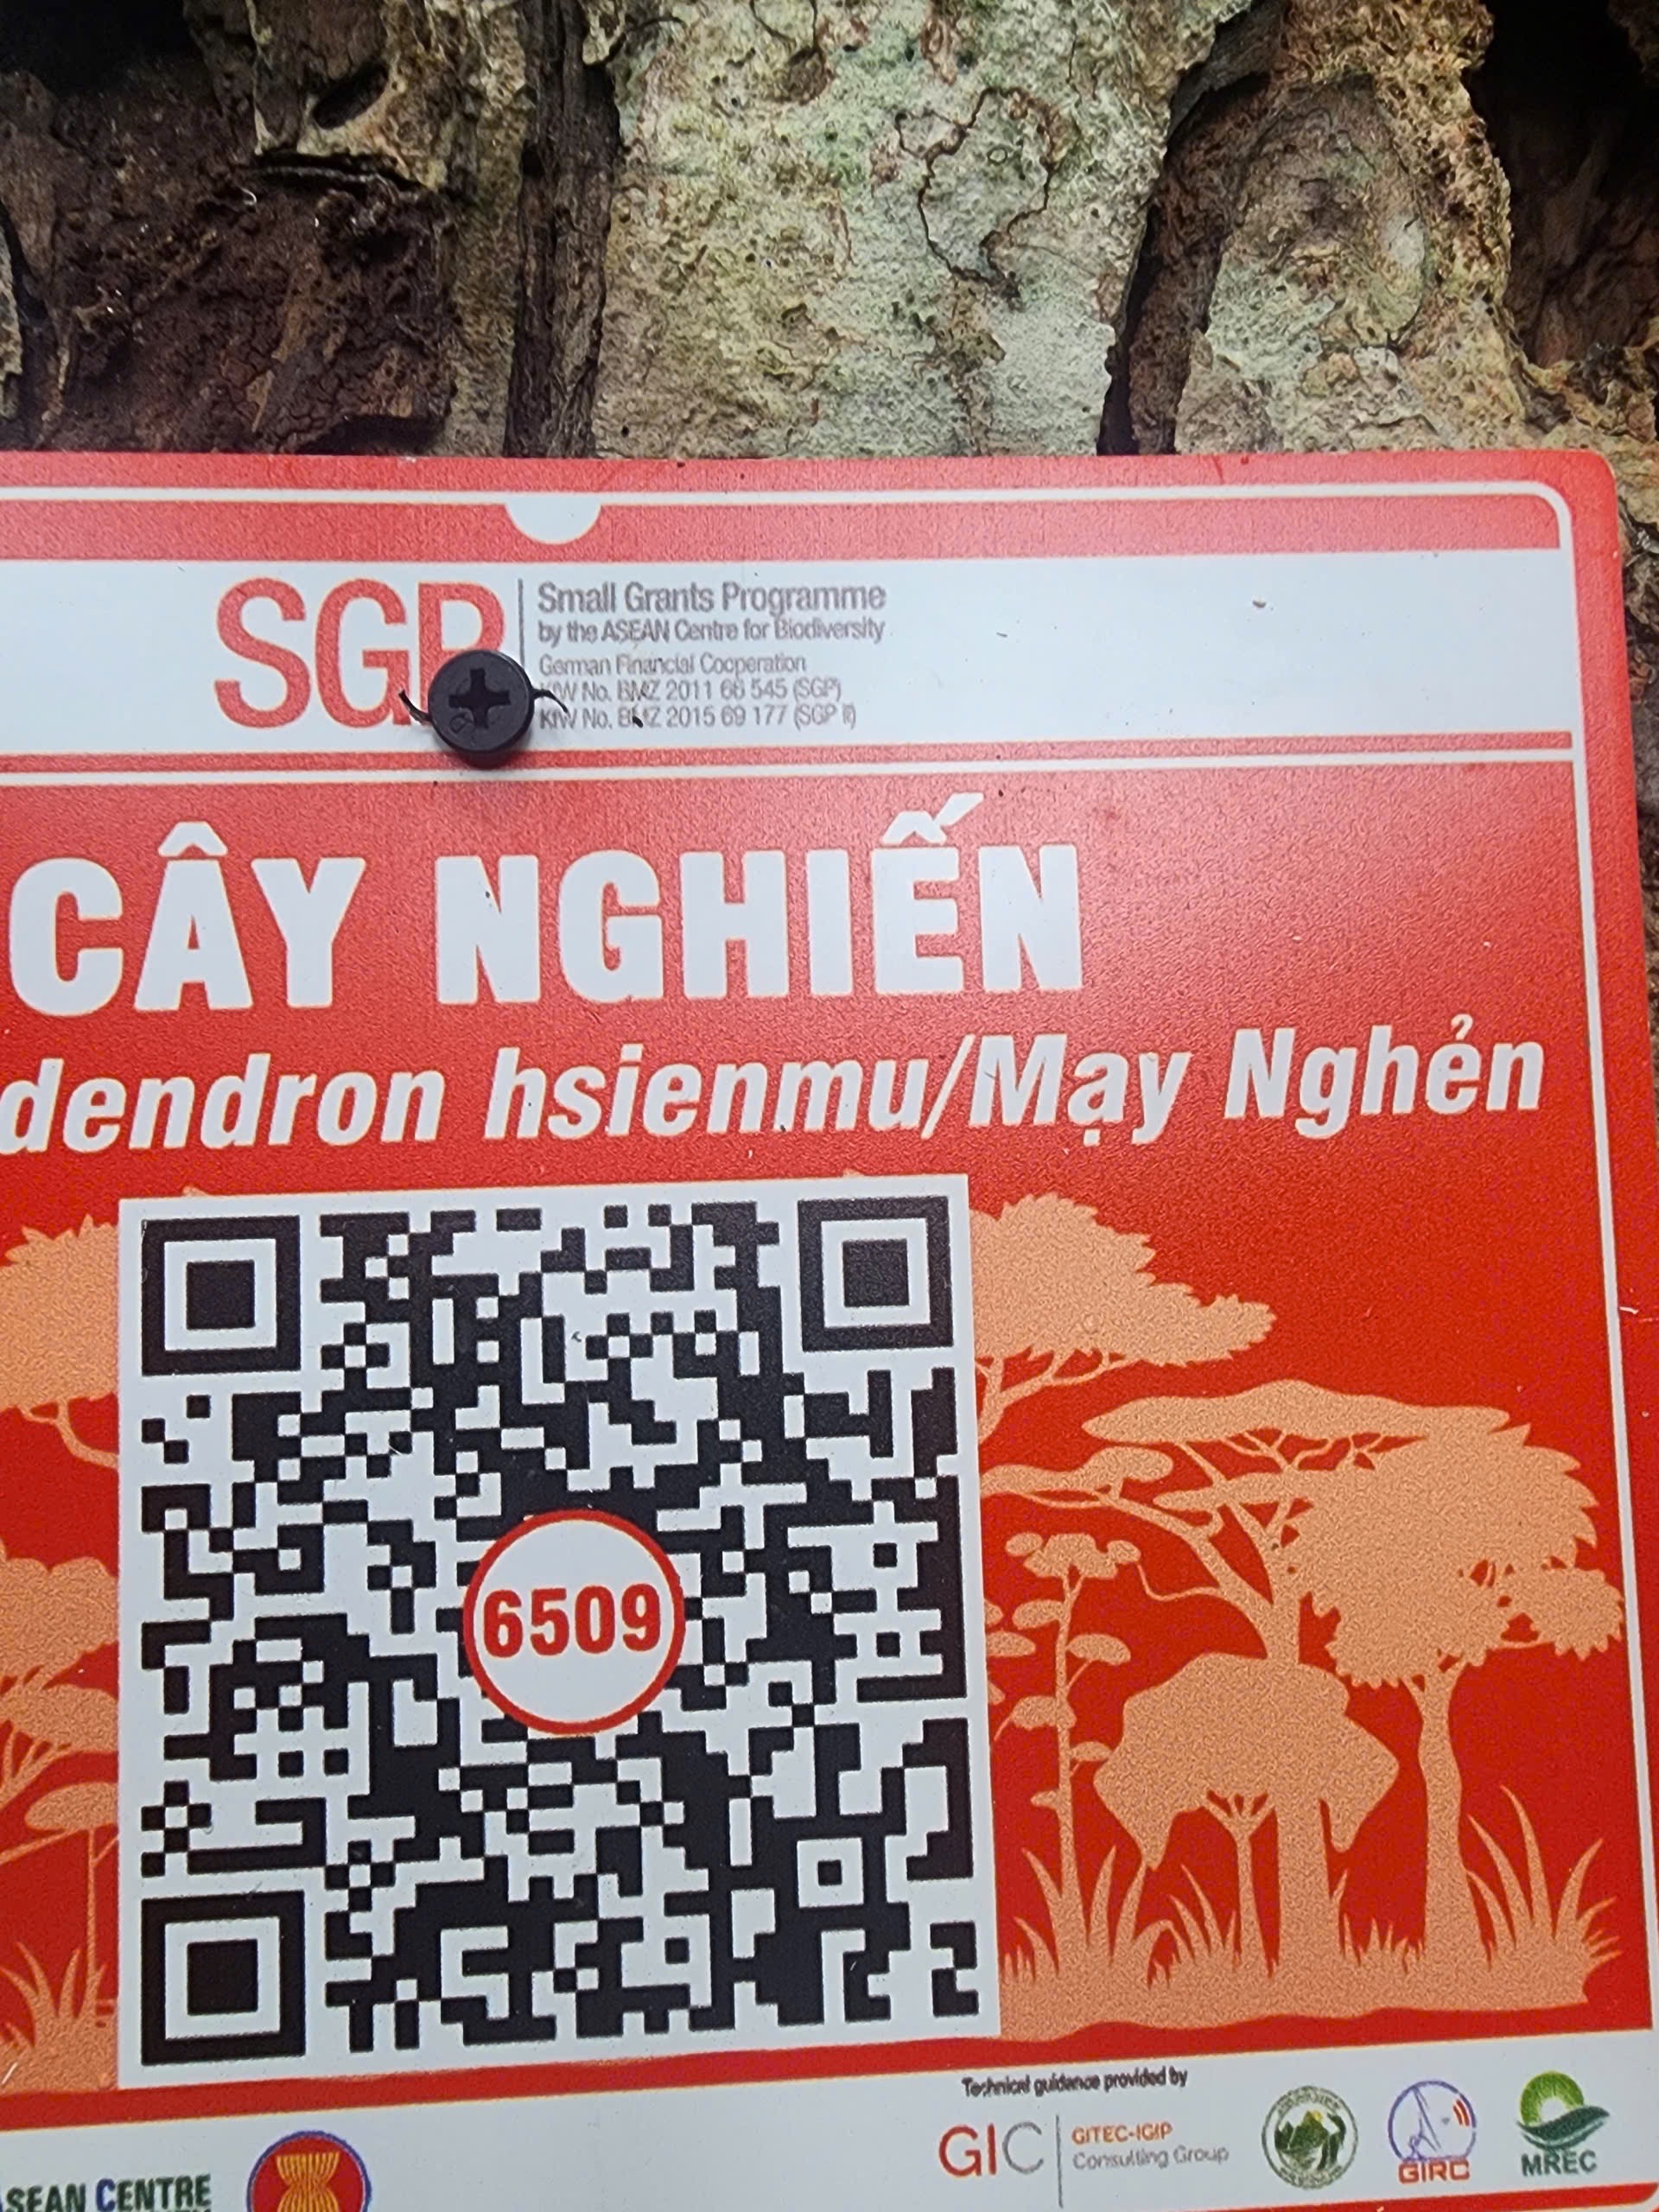 SGP
Small Grants Programme
by the ASEAN Centre for Biodiversity
German Financial Cooperation
KfW No. BMZ 2011 66 545 (SGP)
KfW No. BMZ 2015 69 177 (SGP II)
CÂY NGHIẾN
dendron hsienmu/Mạy Nghẻn
6509
Technical guidance provided by
GIC
GITEC-IGIP
Consulting Group
GIRC
MREC
ASEAN CENTRE